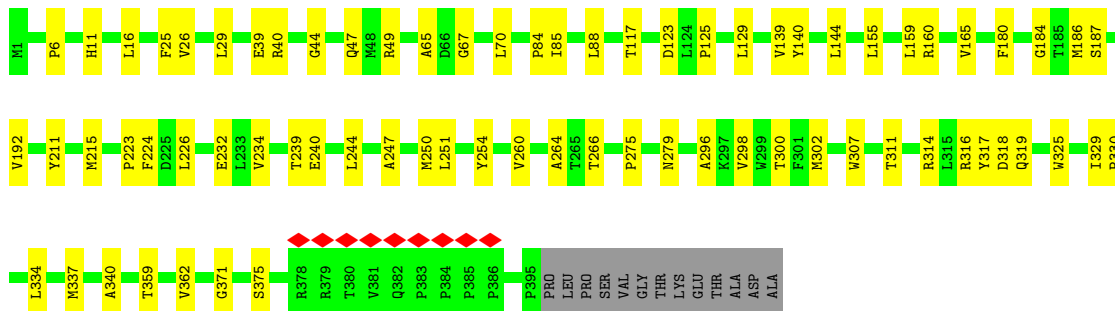 M1 P6 H11 L16 F25 V26 L29 E39 R40 G44 Q47 M48 R49 A65 D66 G67 L70 P84 I85 L88 T117 D123 L124 P125 L129 V139 Y140 L144 L155 L159 R160 V165 F180 G184 T185 M186 S187
V192 Y211 M215 P223 F224 D225 L226 E232 L233 V234 T239 E240 L244 A247 M250 L251 Y254 V260 A264 T265 T266 P275 N279 A296 K297 V298 W299 T300 F301 M302 W307 T311 R314 L315 R316 Y317 D318 Q319 W325 I329
L334 M337 A340 T359 V362 G371 S375 R378 R379 T380 V381 Q382 P383 P384 P385 P386 P395 PRO LEU PRO SER VAL GLY THR LYS GLU THR ALA ASP ALA